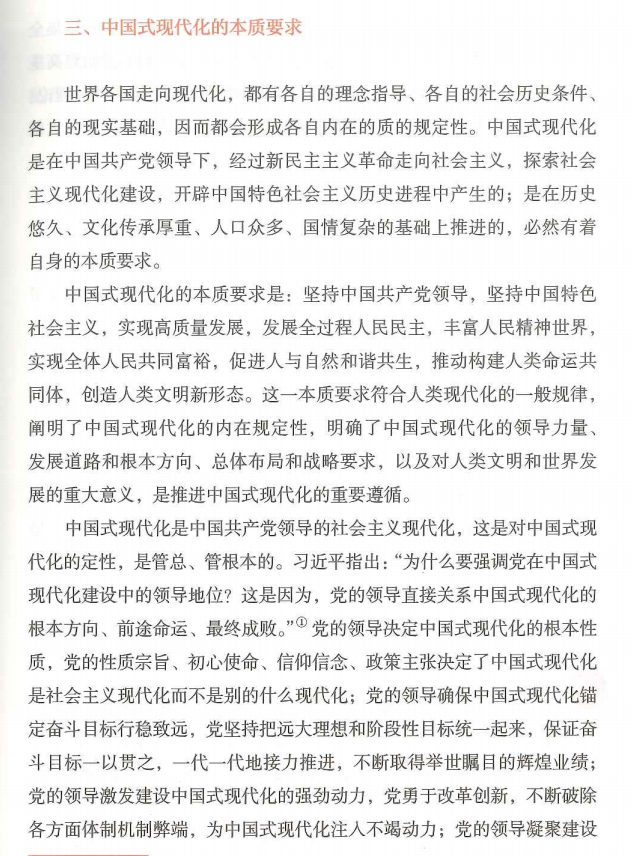 三、中国式现代化的本质要求
世界各国走向现代化，都有各自的理念指导、各自的社会历史条件、
各自的现实基础，因而都会形成各自内在的质的规定性。中国式现代化
是在中国共产党领导下，经过新民主主义革命走向社会主义，探索社会
主义现代化建设，开辟中国特色社会主义历史进程中产生的；是在历史
悠久、文化传承厚重、人口众多、国情复杂的基础上推进的，必然有着
自身的本质要求。
中国式现代化的本质要求是：坚持中国共产党领导，坚持中国特色
社会主义，实现高质量发展，发展全过程人民民主，丰富人民精神世界，
实现全体人民共同富裕，促进人与自然和谐共生，推动构建人类命运共
同体，创造人类文明新形态。这一本质要求符合人类现代化的一般规律，
阐明了中国式现代化的内在规定性，明确了中国式现代化的领导力量、
发展道路和根本方向、总体布局和战略要求，以及对人类文明和世界发
展的重大意义，是推进中国式现代化的重要遵循。
中国式现代化是中国共产党领导的社会主义现代化，这是对中国式现
代化的定性，是管总、管根本的。习近平指出：“为什么要强调党在中国式
现代化建设中的领导地位？这是因为，党的领导直接关系中国式现代化的
根本方向、前途命运、最终成败。”① 党的领导决定中国式现代化的根本性
质，党的性质宗旨、初心使命、信仰信念、政策主张决定了中国式现代化
是社会主义现代化而不是别的什么现代化；党的领导确保中国式现代化锚
定奋斗目标行稳致远，党坚持把远大理想和阶段性目标统一起来，保证奋
斗目标一以贯之，一代一代地接力推进，不断取得举世瞩目的辉煌业绩；
党的领导激发建设中国式现代化的强劲动力，党勇于改革创新，不断破除
各方面体制机制弊端，为中国式现代化注入不竭动力；党的领导凝聚建设